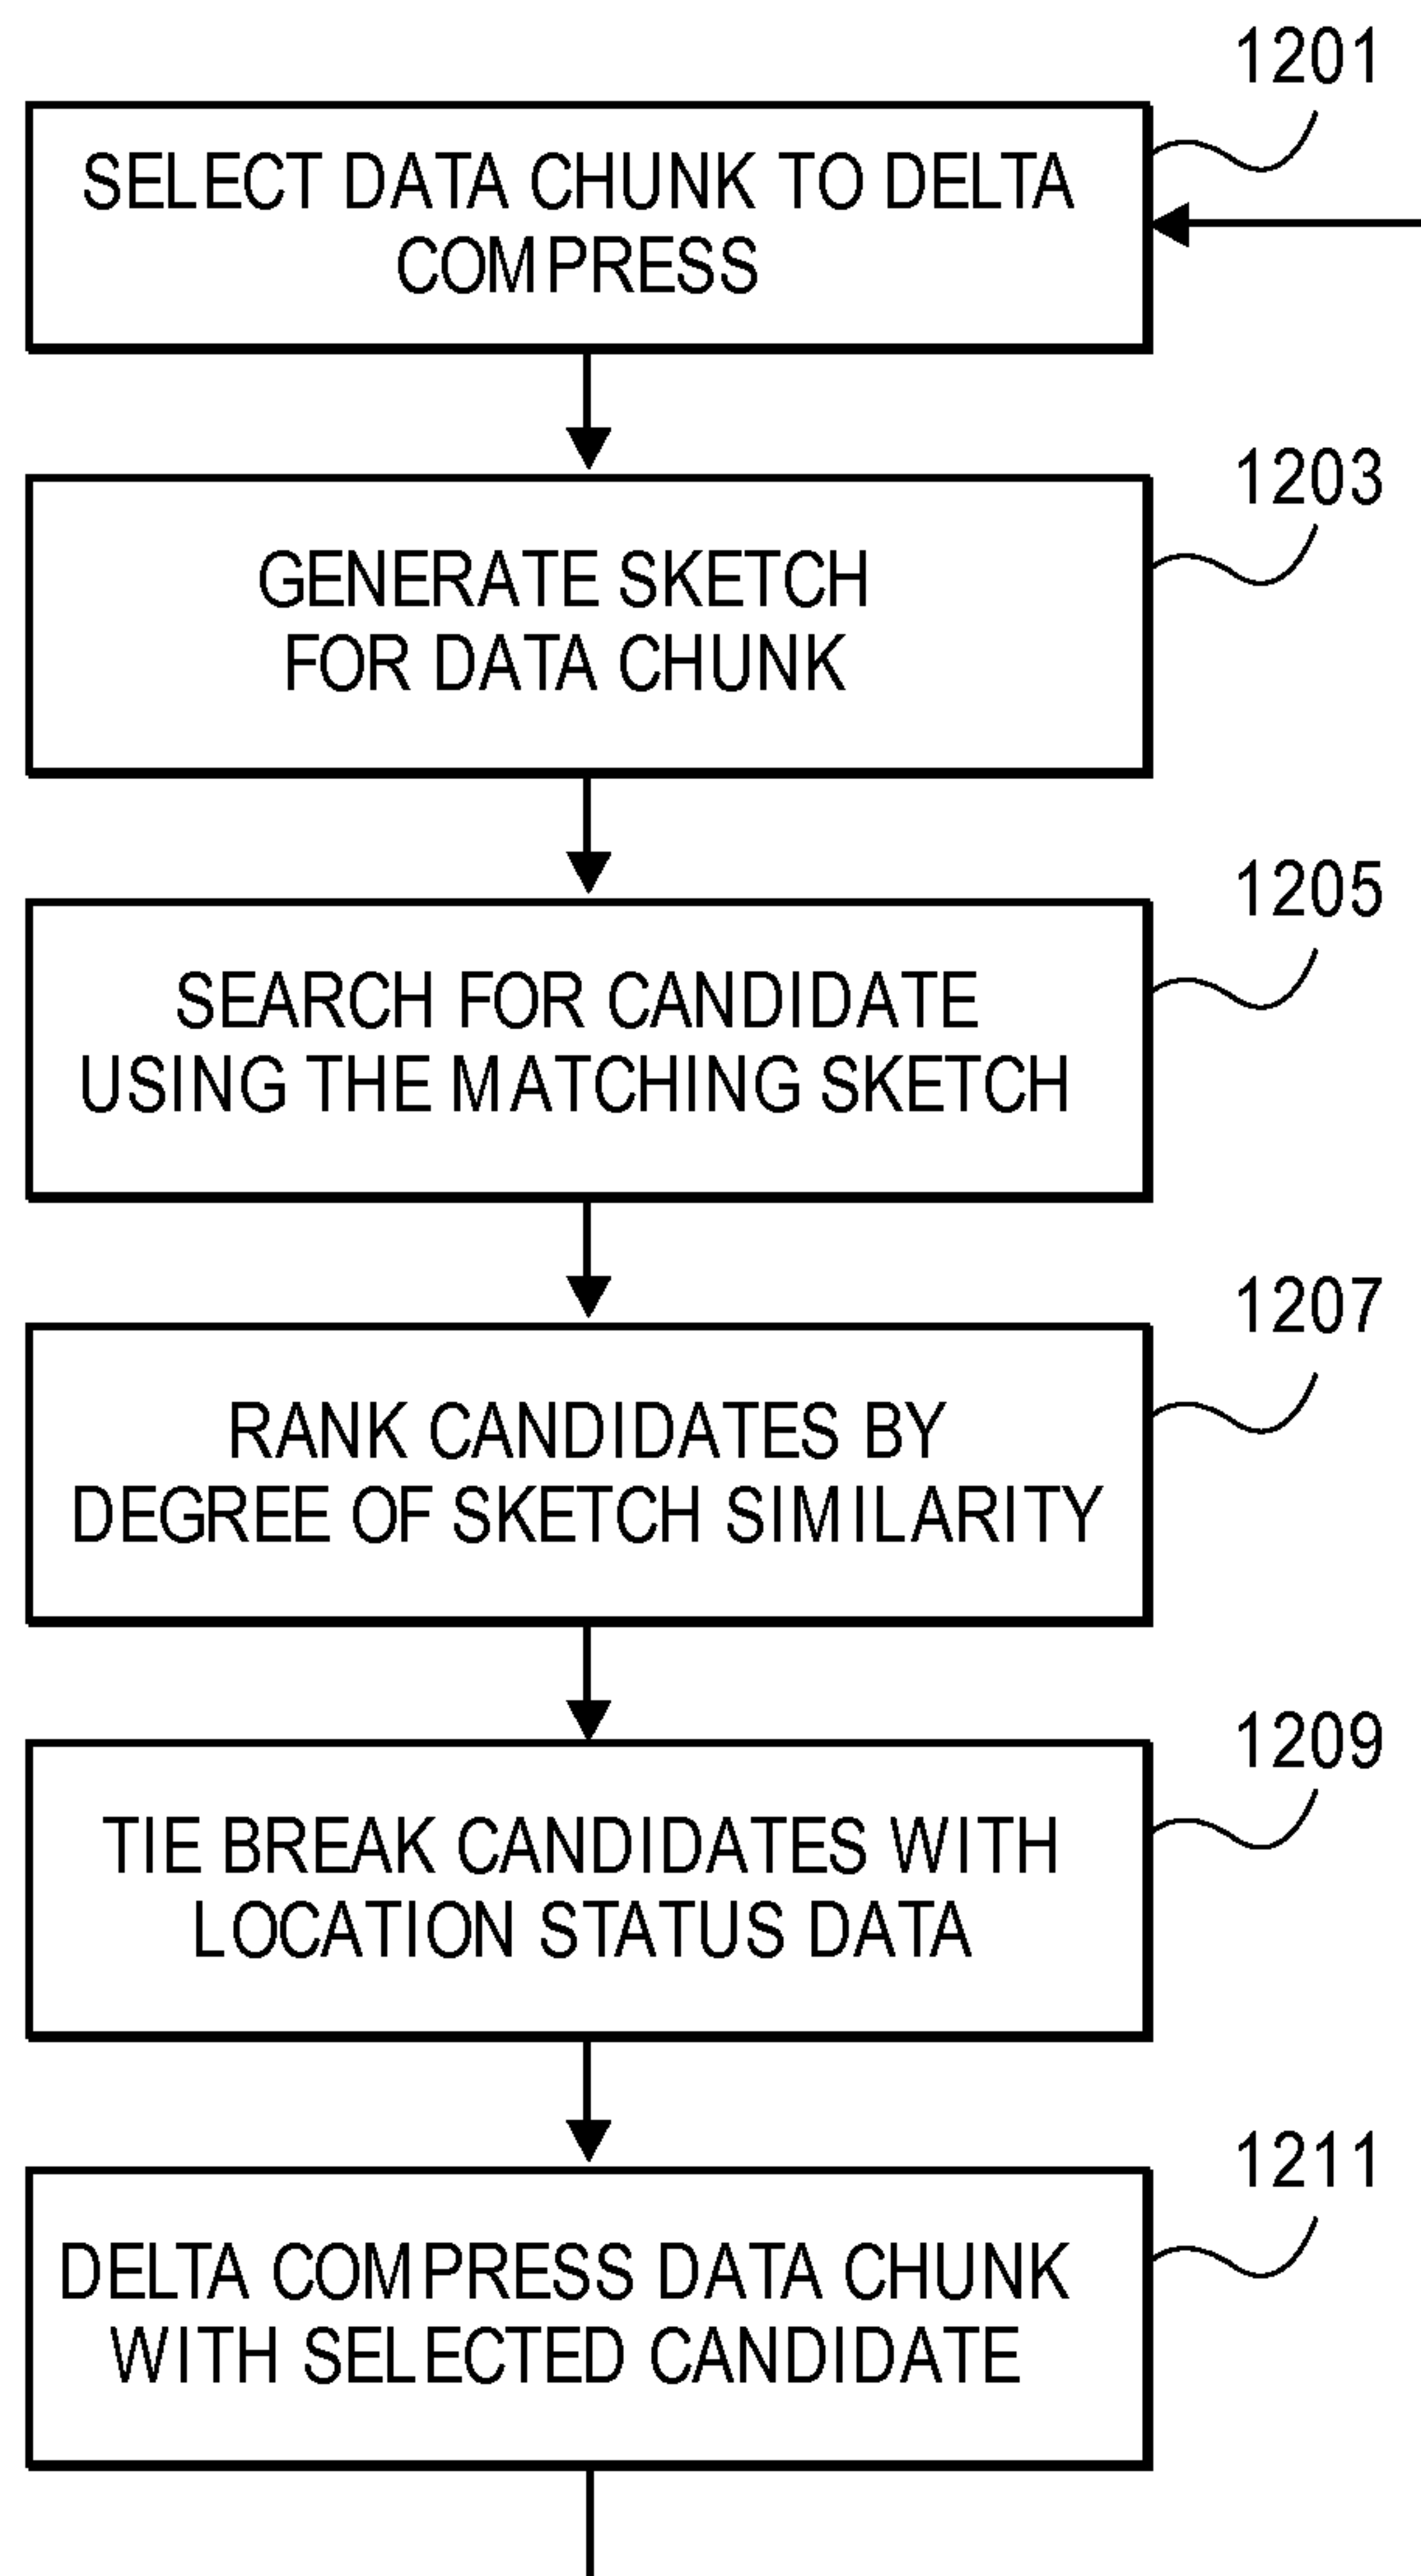 1201
SELECT DATA CHUNK TO DELTA
COMPRESS
1203
GENERATE SKETCH
FOR DATA CHUNK
1205
SEARCH FOR CANDIDATE
USING THE MATCHING SKETCH
1207
RANK CANDIDATES BY
DEGREE OF SKETCH SIMILARITY
1209
TIE BREAK CANDIDATES WITH
LOCATION STATUS DATA
1211
DELTA COMPRESS DATA CHUNK
WITH SELECTED CANDIDATE